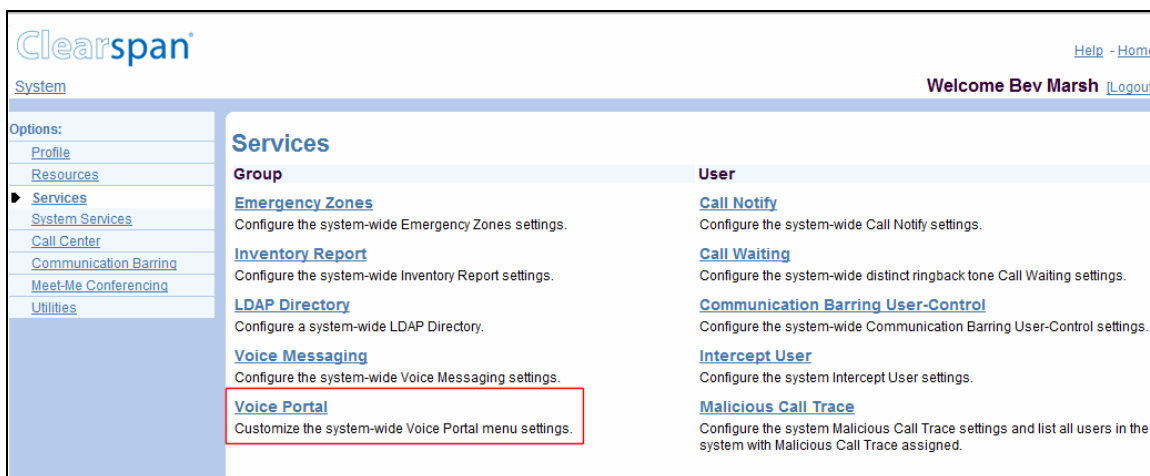 Clearspan®
Help - Home
System
Welcome Bev Marsh [Logout
Options:
Profile
Resources
Services
System Services
Call Center
Communication Barring
Meet-Me Conferencing
Utilities
Services
Group
Emergency Zones
Configure the system-wide Emergency Zones settings.
Inventory Report
Configure the system-wide Inventory Report settings.
LDAP Directory
Configure a system-wide LDAP Directory.
Voice Messaging
Configure the system-wide Voice Messaging settings.
Voice Portal
Customize the system-wide Voice Portal menu settings.
User
Call Notify
Configure the system-wide Call Notify settings.
Call Waiting
Configure the system-wide distinct ringback tone Call Waiting settings.
Communication Barring User-Control
Configure the system-wide Communication Barring User-Control settings.
Intercept User
Configure the system Intercept User settings.
Malicious Call Trace
Configure the system Malicious Call Trace settings and list all users in the
system with Malicious Call Trace assigned.